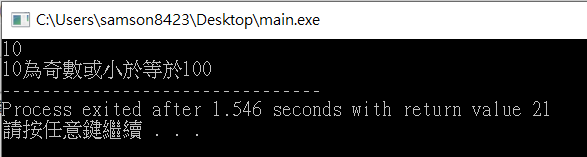 C:\Users\samson8423\Desktop\main.exe
10
10為奇數或小於等於100
--------------------------------
Process exited after 1.546 seconds with return value 21
請按任意鍵繼續 . . .